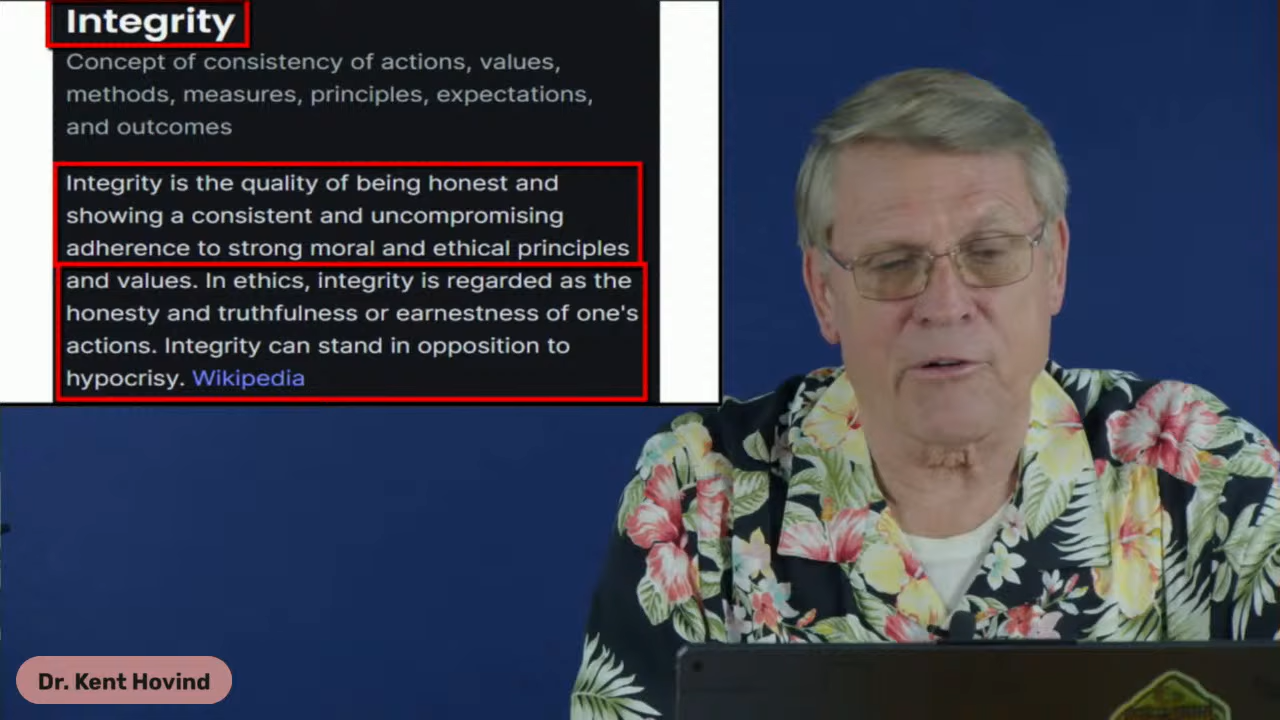 Integrity
Concept of consistency of actions, values,
methods, measures, principles, expectations,
and outcomes
Integrity is the quality of being honest and
showing a consistent and uncompromising
adherence to strong moral and ethical principles
and values. In ethics, integrity is regarded as the
honesty and truthfulness or earnestness of one's
actions. Integrity can stand in opposition to
hypocrisy. Wikipedia
Dr. Kent Hovind